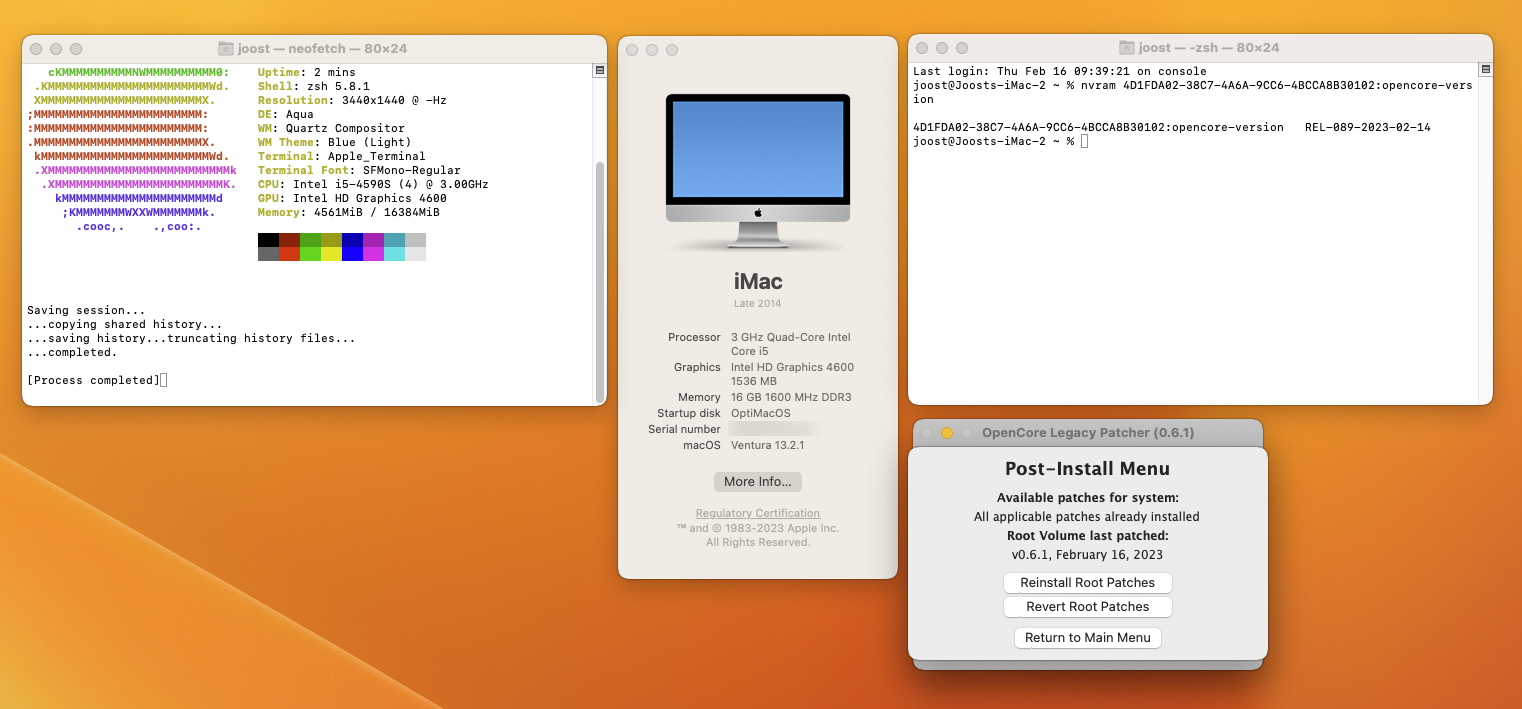 joost — neofetch — 80×24
cKMMMMMMMMMMNWMMMMMMMMMM0:
.KMMMMMMMMMMMMMMMMMMMMMMMWd.
XMMMMMMMMMMMMMMMMMMMMMMMX.
;MMMMMMMMMMMMMMMMMMMMMMMM:
:MMMMMMMMMMMMMMMMMMMMMMMM:
.MMMMMMMMMMMMMMMMMMMMMMMMX.
kMMMMMMMMMMMMMMMMMMMMMMMMWd.
.XMMMMMMMMMMMMMMMMMMMMMMMMMMk
.XMMMMMMMMMMMMMMMMMMMMMMMMK.
kMMMMMMMMMMMMMMMMMMMMMMd
;KMMMMMMMWXXWMMMMMMMk.
.cooc,. .,coo:.
Uptime: 2 mins
Shell: zsh 5.8.1
Resolution: 3440x1440 @ -Hz
DE: Aqua
WM: Quartz Compositor
WM Theme: Blue (Light)
Terminal: Apple_Terminal
Terminal Font: SFMono-Regular
CPU: Intel i5-4590S (4) @ 3.00GHz
GPU: Intel HD Graphics 4600
Memory: 4561MiB / 16384MiB
Saving session...
...copying shared history...
...saving history...truncating history files...
...completed.
[Process completed]
iMac
Late 2014
Processor 3 GHz Quad-Core Intel
Core i5
Graphics Intel HD Graphics 4600
1536 MB
Memory 16 GB 1600 MHz DDR3
Startup disk OptiMacOS
Serial number
macOS Ventura 13.2.1
More Info...
Regulatory Certification
™ and © 1983-2023 Apple Inc.
All Rights Reserved.
joost — -zsh — 80×24
Last login: Thu Feb 16 09:39:21 on console
joost@Joosts-iMac-2 ~ % nvram 4D1FDA02-38C7-4A6A-9CC6-4BCCA8B30102:opencore-vers
ion
4D1FDA02-38C7-4A6A-9CC6-4BCCA8B30102:opencore-version REL-089-2023-02-14
joost@Joosts-iMac-2 ~ %
OpenCore Legacy Patcher (0.6.1)
Post-Install Menu
Available patches for system:
All applicable patches already installed
Root Volume last patched:
v0.6.1, February 16, 2023
Reinstall Root Patches
Revert Root Patches
Return to Main Menu